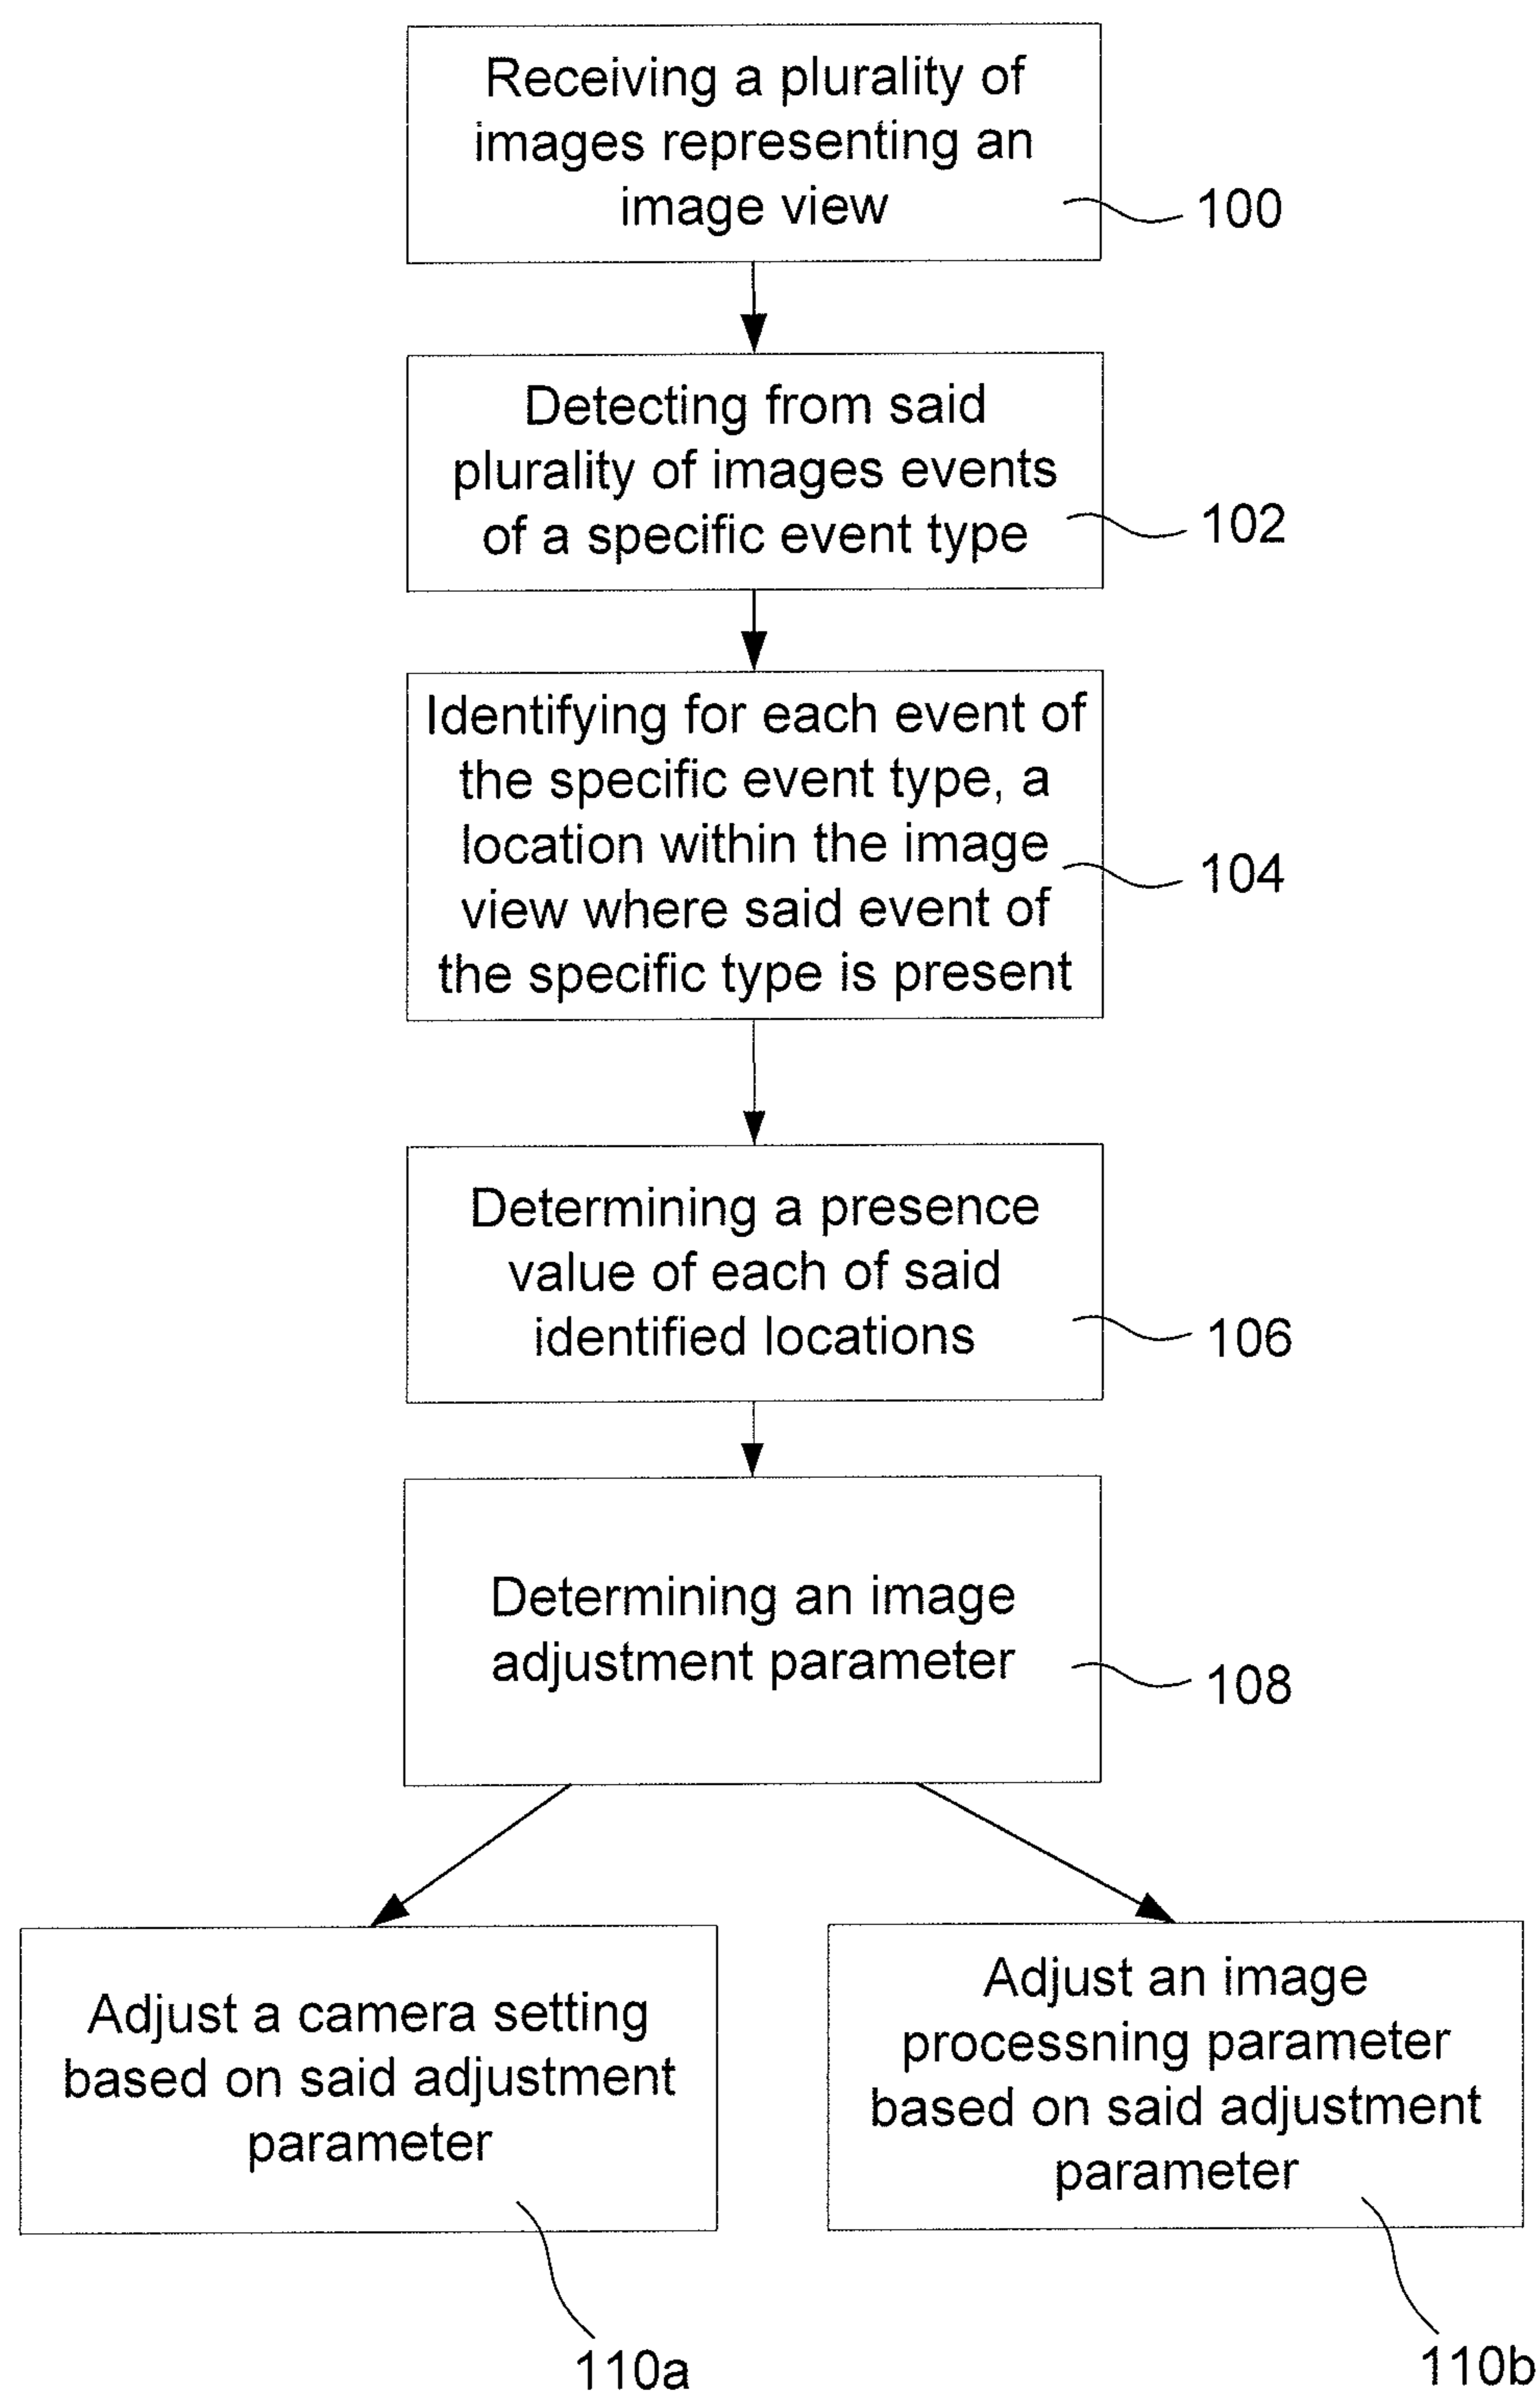 Receiving a plurality of
images representing an
image view
100
Detecting from said
plurality of images events
of a specific event type
102
Identifying for each event of
the specific event type, a
location within the image
view where said event of
the specific type is present
104
Determining a presence
value of each of said
identified locations
106
Determining an image
adjustment parameter
108
Adjust a camera setting
based on said adjustment
parameter
110a
Adjust an image
processning parameter
based on said adjustment
parameter
110b